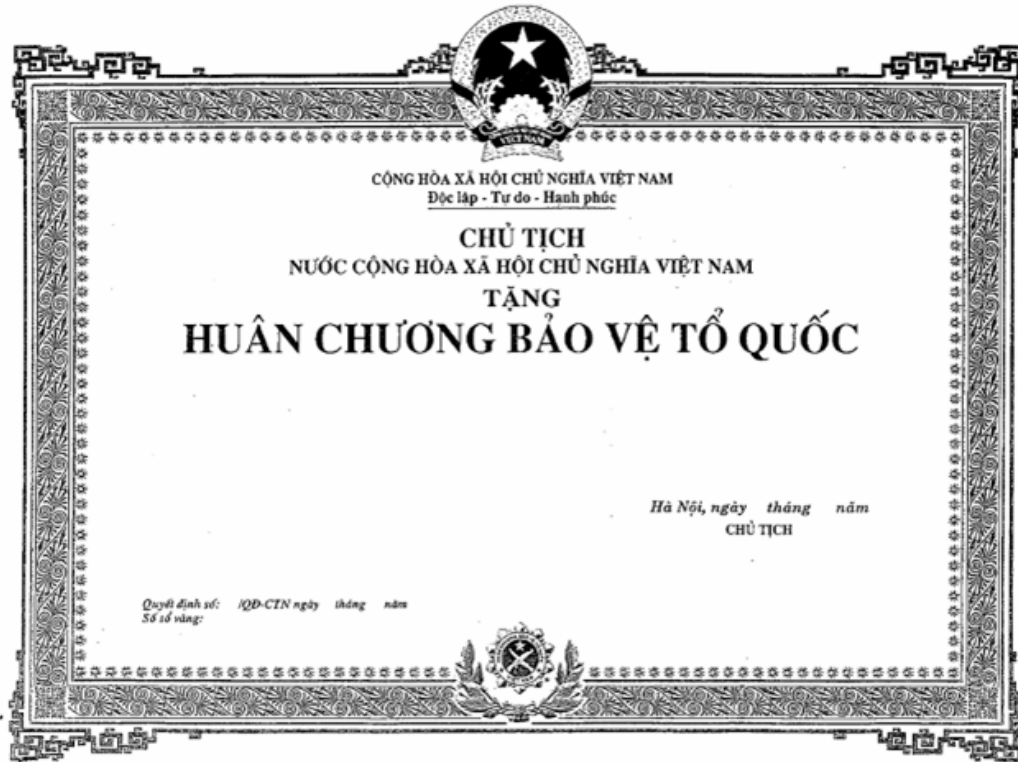 VIỆT NAM
CỘNG HÒA XÃ HỘI CHỦ NGHĨA VIỆT NAM
Độc lập - Tự do - Hạnh phúc
CHỦ TỊCH
NƯỚC CỘNG HÒA XÃ HỘI CHỦ NGHĨA VIỆT NAM
TẶNG
HUÂN CHƯƠNG BẢO VỆ TỔ QUỐC
Hà Nội, ngày tháng năm
CHỦ TỊCH
Quyết định số: /QĐ-CTN ngày tháng năm
Số sổ vàng: